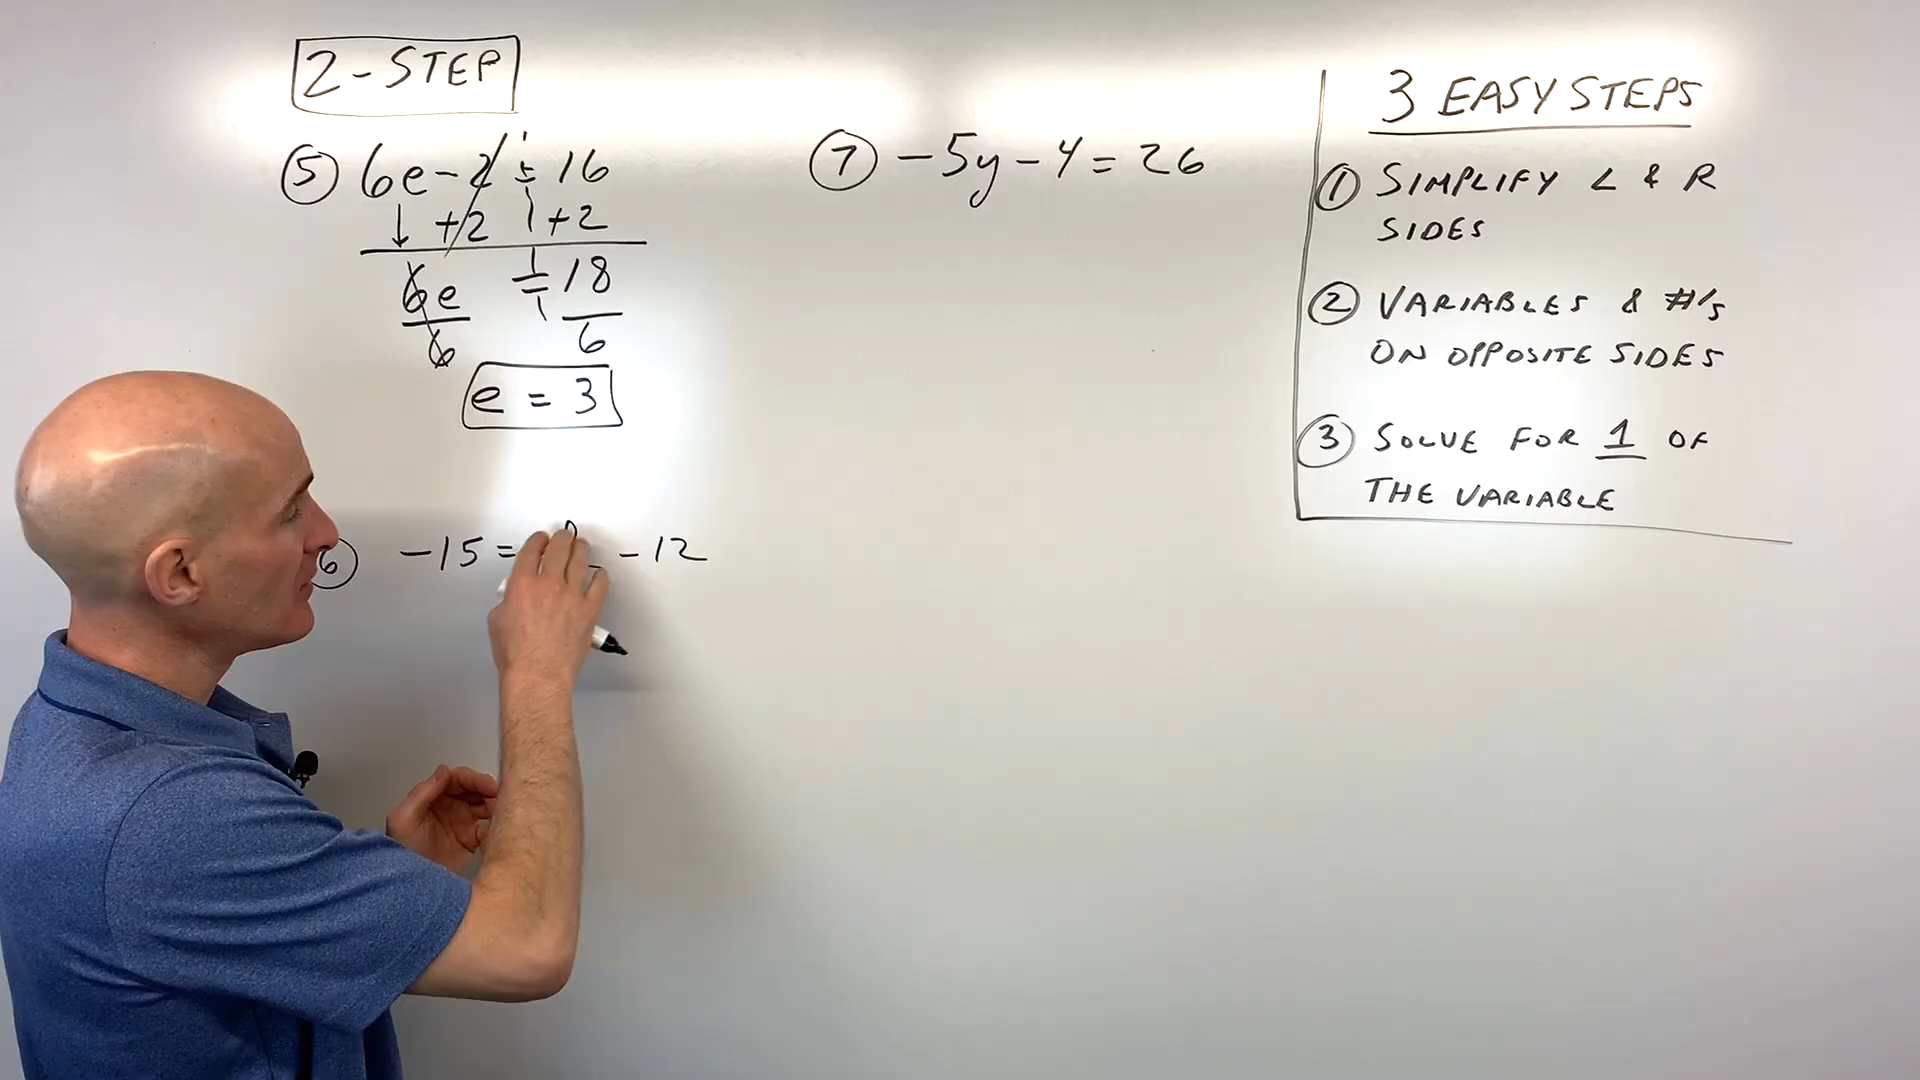 2-STEP
⑤ 6e-2 = 16
↓ +2 +2
6e = 18
6 6
e = 3
⑥ -15 = -12
⑦ -5y-4=26
3 EASY STEPS
① SIMPLIFY L & R
SIDES
② VARIABLES & #'s
ON OPPOSITE SIDES
③ SOLVE FOR 1 OF
THE VARIABLE